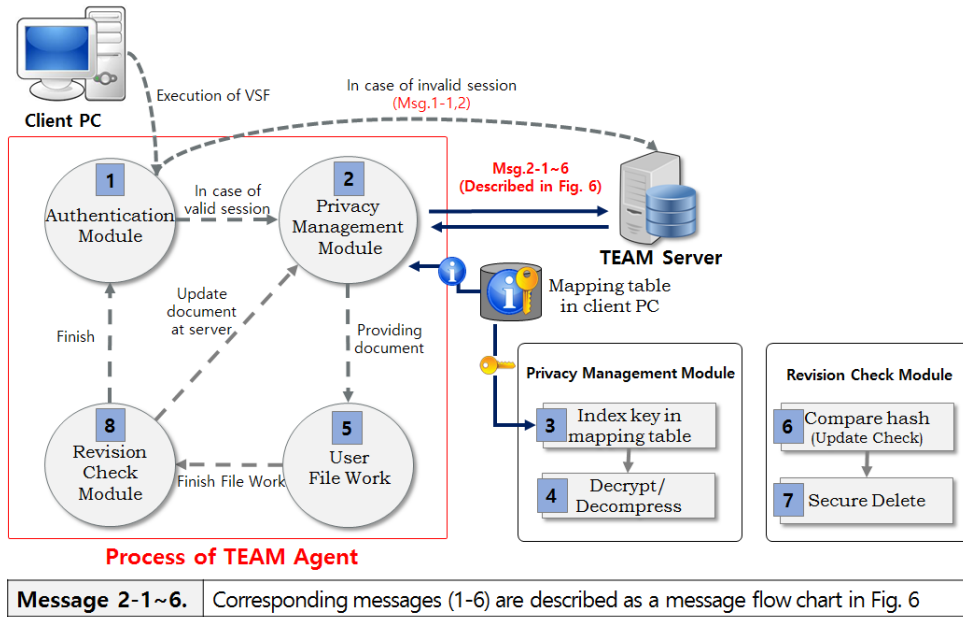 Client PC
Execution of VSF
In case of invalid session
(Msg.1-1,2)
1
Authentication
Module
In case of
valid session
2
Privacy
Management
Module
Msg.2-1~6
(Described in Fig. 6)
TEAM Server
Mapping table
in client PC
Update
document
at server
Finish
Providing
document
8
Revision
Check
Module
Finish File Work
5
User
File Work
Process of TEAM Agent
Privacy Management Module
3
Index key in
mapping table
4
Decrypt/
Decompress
Revision Check Module
6
Compare hash
(Update Check)
7
Secure Delete
Message 2-1~6.
Corresponding messages (1-6) are described as a message flow chart in Fig. 6